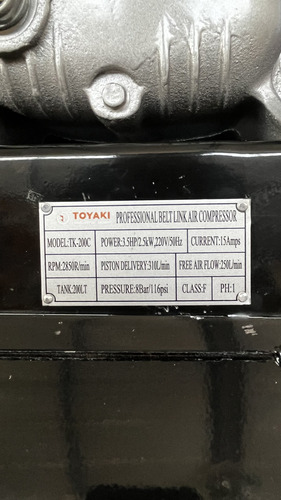 TOYAKI PROFESSIONAL BELT LINK AIR COMPRESSOR
MODEL:TK-200C POWER:3.5HP/2.5kW,220V/50Hz CURRENT:15Amps
RPM:2850R/min PISTON DELIVERY:310L/min FREE AIR FLOW:250L/min
TANK:200LT PRESSURE:8Bar/116psi CLASS:F PH:1